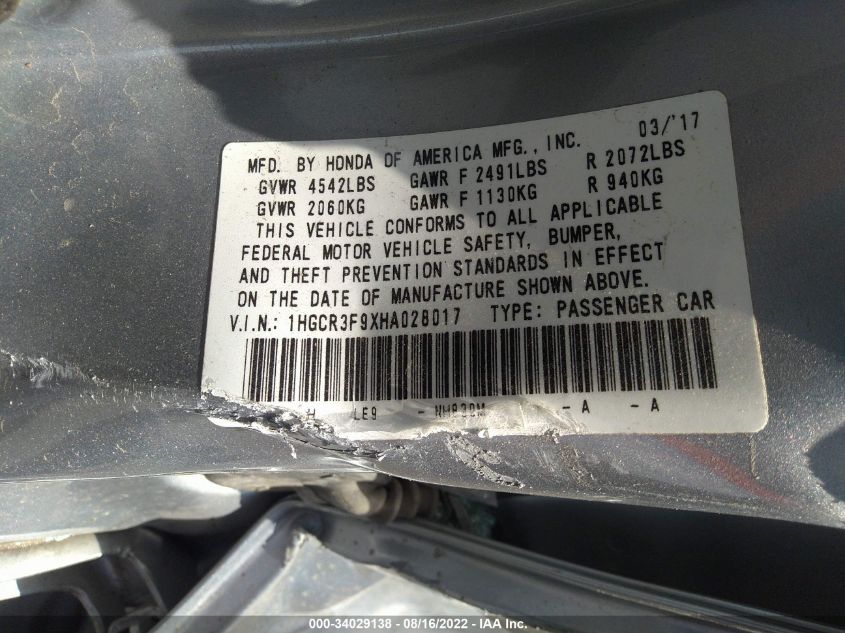 03/'17
MFD. BY HONDA OF AMERICA MFG., INC.
GVWR 4542LBS GAWR F 2491LBS R 2072LBS
GVWR 2060KG GAWR F 1130KG R 940KG
THIS VEHICLE CONFORMS TO ALL APPLICABLE
FEDERAL MOTOR VEHICLE SAFETY, BUMPER,
AND THEFT PREVENTION STANDARDS IN EFFECT
ON THE DATE OF MANUFACTURE SHOWN ABOVE.
V.I.N.: 1HGCR3F9XHA028017 TYPE: PASSENGER CAR
LE9 - - A - A
000-34029138 - 08/16/2022 - IAA Inc.